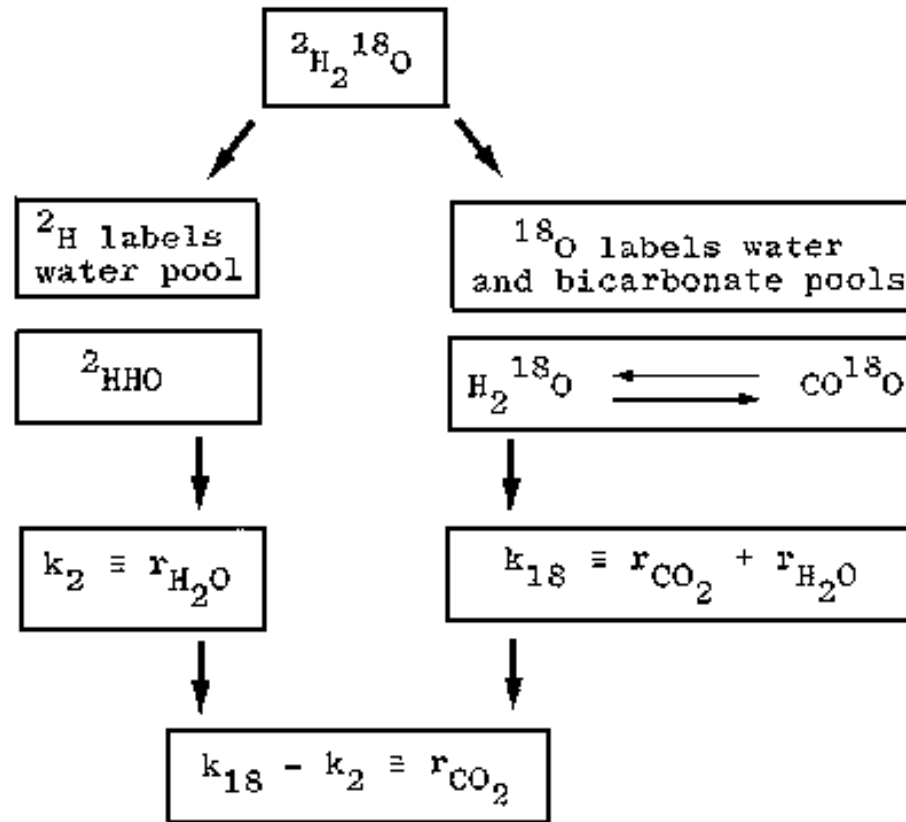 ²H₂¹⁸O
²H labels
water pool
¹⁸O labels water
and bicarbonate pools
²HHO
H₂¹⁸O CO¹⁸O
k₂ ≡ r_H₂O
k₁₈ ≡ r_CO₂ + r_H₂O
k₁₈ - k₂ ≡ r_CO₂